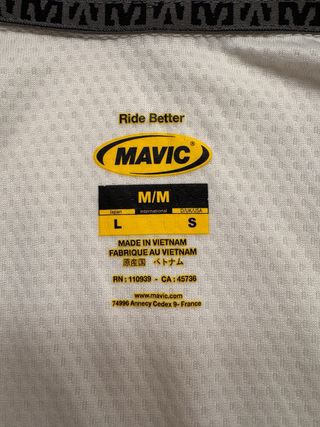 Ride Better
MAVIC
M/M
Japan International D/UK/USA
L S
MADE IN VIETNAM
FABRIQUE AU VIETNAM
原産国 ベトナム
RN : 110939 - CA : 45736
www.mavic.com
74996 Annecy Cedex 9 - France